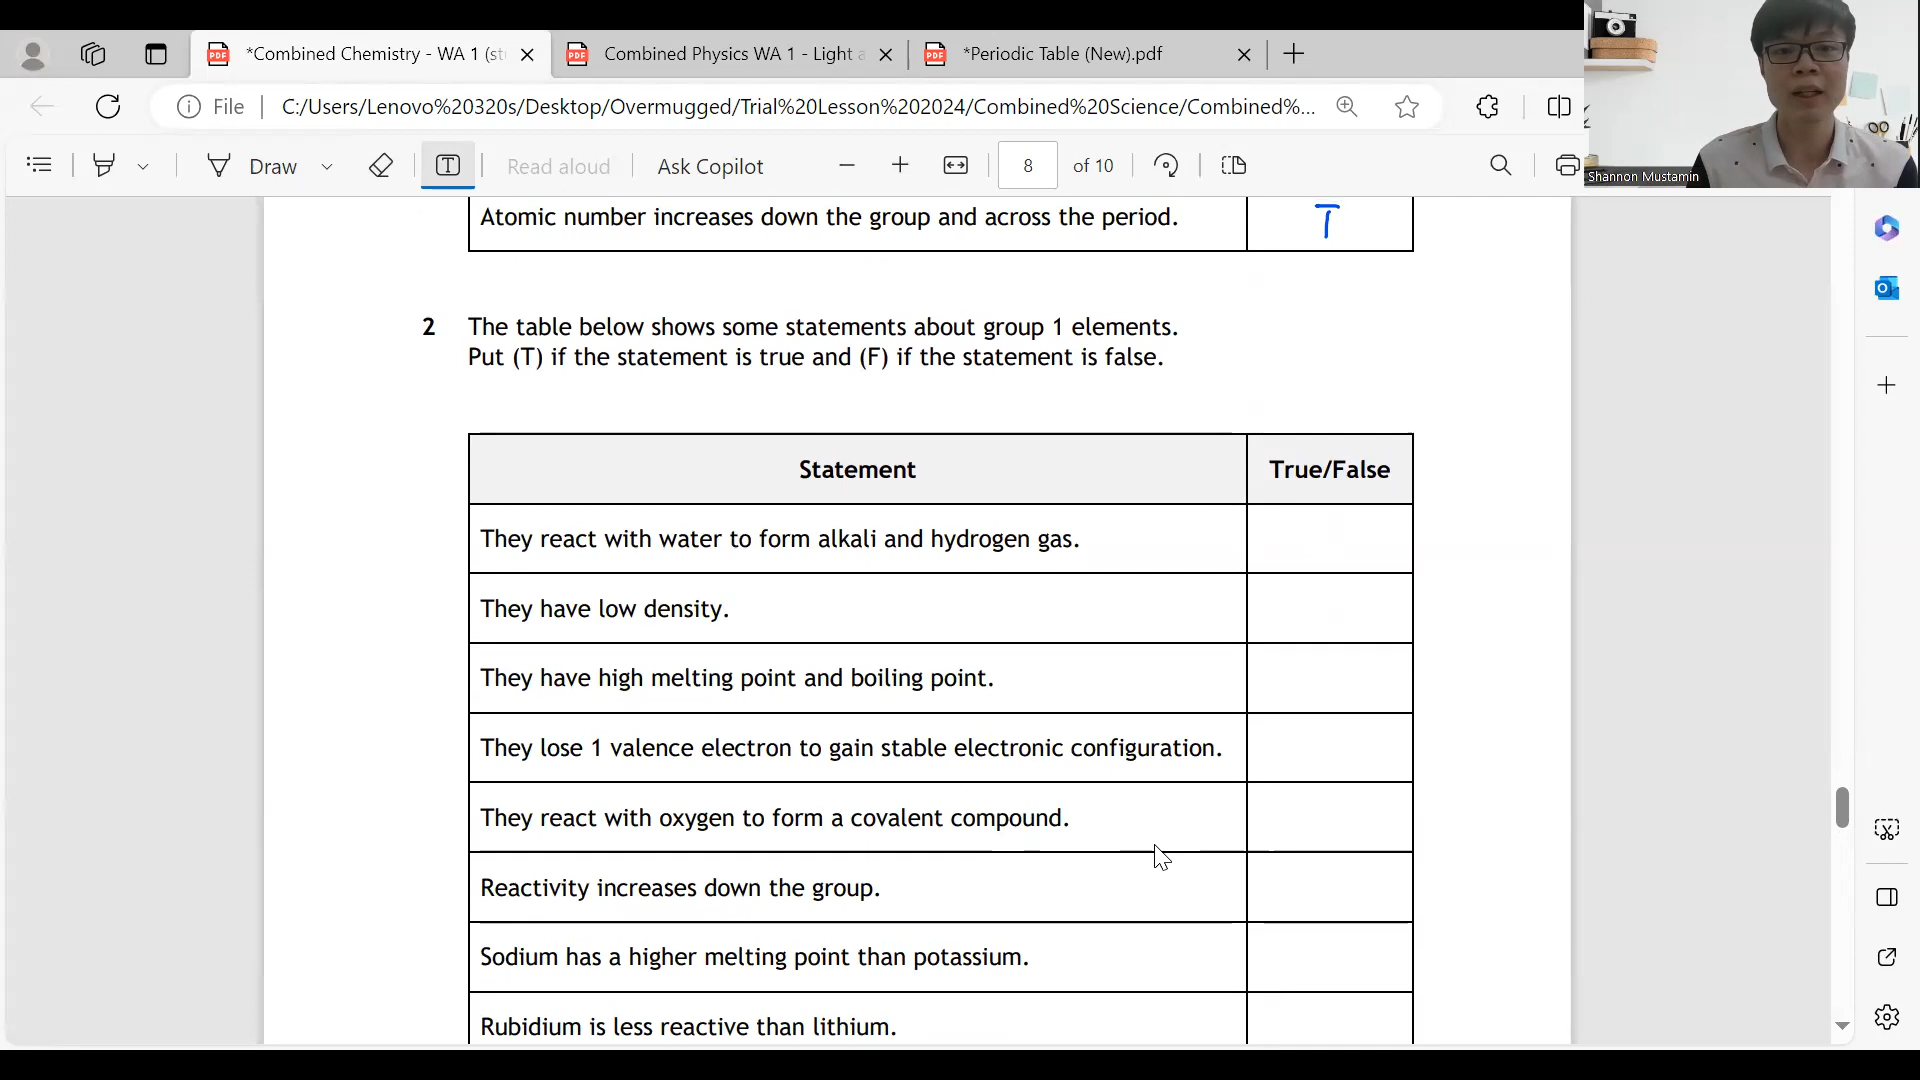 *Combined Chemistry - WA 1 (st
Combined Physics WA 1 - Light a
*Periodic Table (New).pdf
File
C:/Users/Lenovo%20320s/Desktop/Overmugged/Trial%20Lesson%202024/Combined%20Science/Combined%...
Draw
Read aloud
Ask Copilot
8
of 10
Shannon Mustamin
Atomic number increases down the group and across the period.
T
2
The table below shows some statements about group 1 elements.
Put (T) if the statement is true and (F) if the statement is false.
Statement
True/False
They react with water to form alkali and hydrogen gas.
They have low density.
They have high melting point and boiling point.
They lose 1 valence electron to gain stable electronic configuration.
They react with oxygen to form a covalent compound.
Reactivity increases down the group.
Sodium has a higher melting point than potassium.
Rubidium is less reactive than lithium.